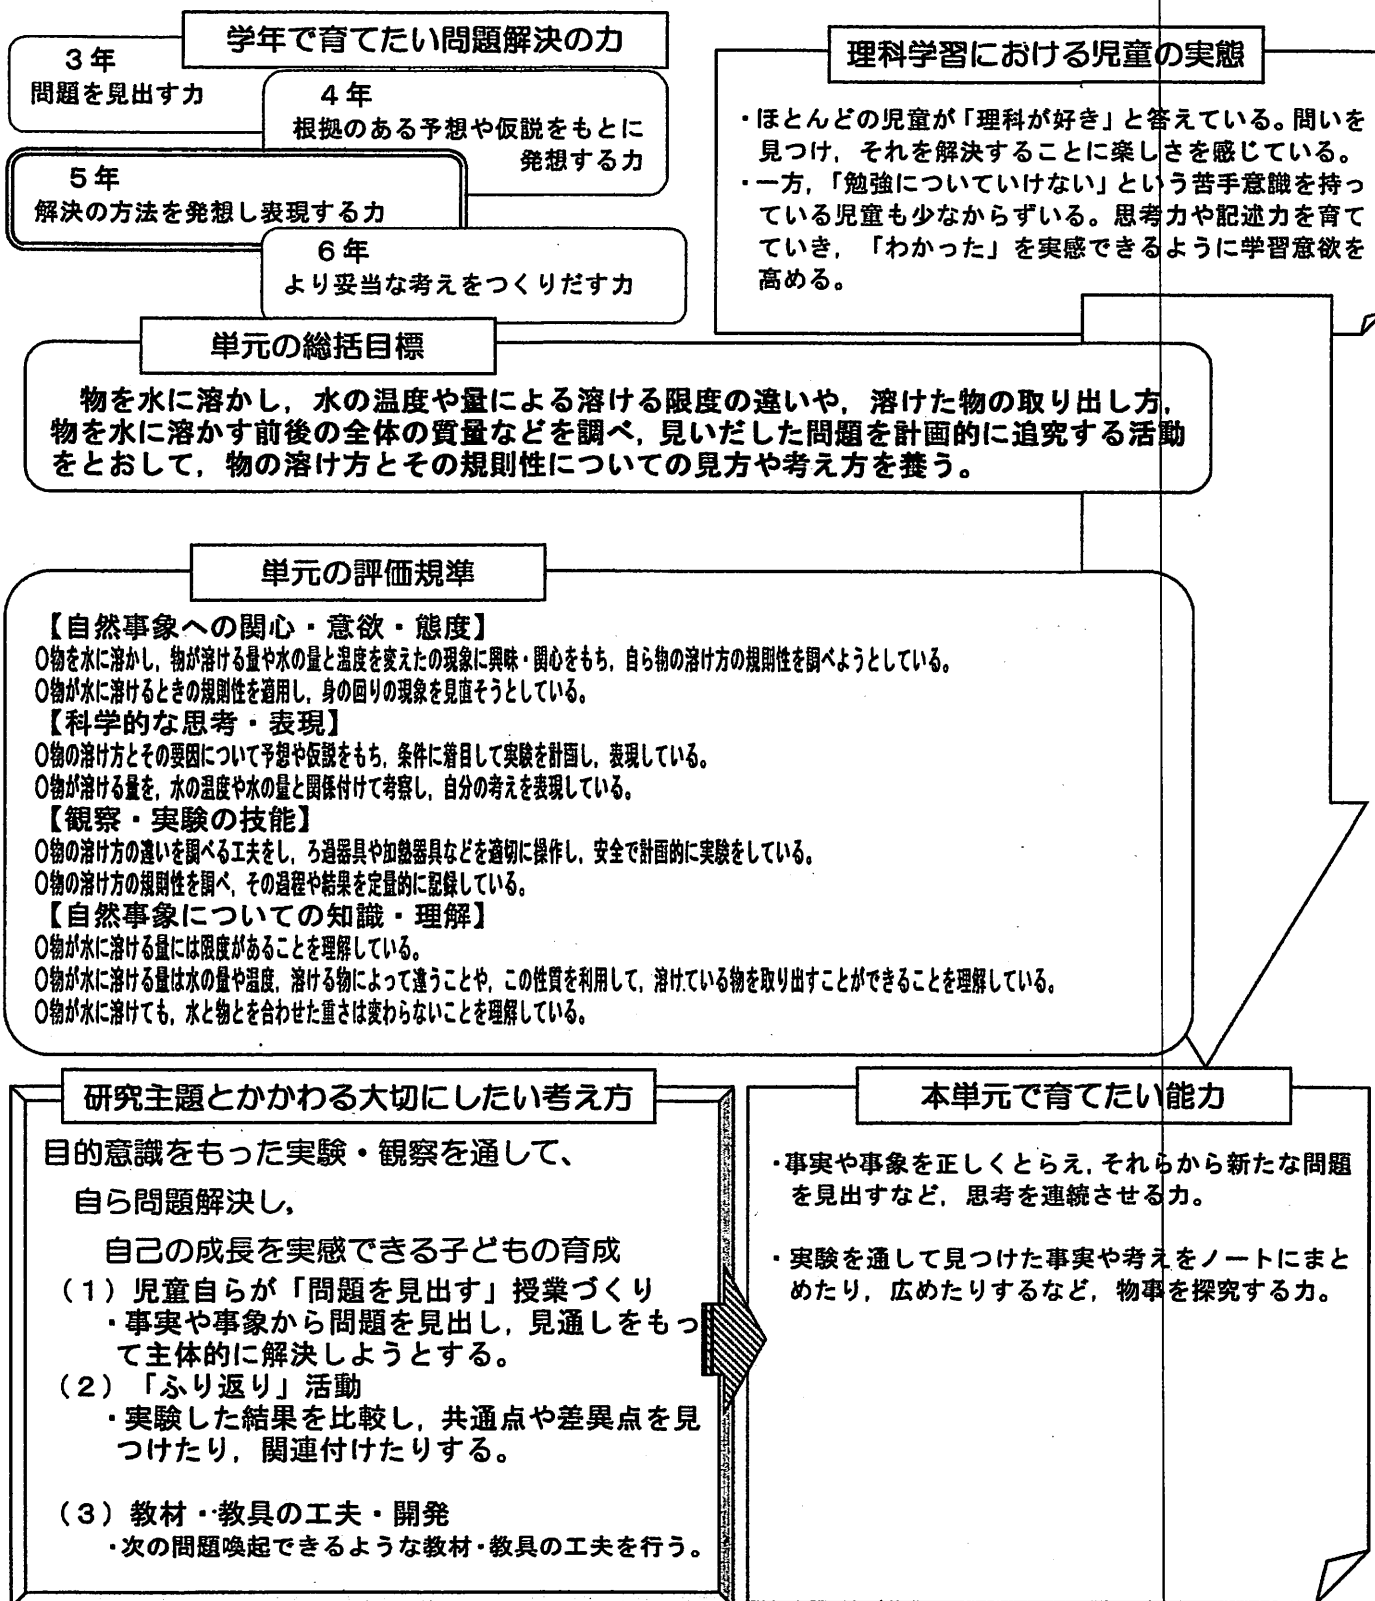 学年で育てたい問題解決の力
3年
問題を見出す力
4年
根拠のある予想や仮説をもとに
発想する力
5年
解決の方法を発想し表現する力
6年
より妥当な考えをつくりだす力
理科学習における児童の実態
・ほとんどの児童が「理科が好き」と答えている。問いを
見つけ，それを解決することに楽しさを感じている。
・一方，「勉強についていけない」という苦手意識を持っ
ている児童も少なからずいる。思考力や記述力を育て
ていき，「わかった」を実感できるように学習意欲を
高める。
単元の総括目標
物を水に溶かし，水の温度や量による溶ける限度の違いや，溶けた物の取り出し方，
物を水に溶かす前後の全体の質量などを調べ，見いだした問題を計画的に追究する活動
をとおして，物の溶け方とその規則性についての見方や考え方を養う。
単元の評価規準
【自然事象への関心・意欲・態度】
○物を水に溶かし，物が溶ける量や水の量と温度を変えたの現象に興味・関心をもち，自ら物の溶け方の規則性を調べようとしている。
○物が水に溶けるときの規則性を適用し，身の回りの現象を見直そうとしている。
【科学的な思考・表現】
○物の溶け方とその要因について予想や仮説をもち，条件に着目して実験を計画し，表現している。
○物が溶ける量を，水の温度や水の量と関係付けて考察し，自分の考えを表現している。
【観察・実験の技能】
○物の溶け方の違いを調べる工夫をし，ろ過器具や加熱器具などを適切に操作し，安全で計画的に実験をしている。
○物の溶け方の規則性を調べ，その過程や結果を定量的に記録している。
【自然事象についての知識・理解】
○物が水に溶ける量には限度があることを理解している。
○物が水に溶ける量は水の量や温度，溶ける物によって違うことや，この性質を利用して，溶けている物を取り出すことができることを理解している。
○物が水に溶けても，水と物とを合わせた重さは変わらないことを理解している。
研究主題とかかわる大切にしたい考え方
目的意識をもった実験・観察を通して、
自ら問題解決し，
自己の成長を実感できる子どもの育成
（1）児童自らが「問題を見出す」授業づくり
・事実や事象から問題を見出し，見通しをもっ
て主体的に解決しようとする。
（2）「ふり返り」活動
・実験した結果を比較し，共通点や差異点を見
つけたり，関連付けたりする。
（3）教材・教具の工夫・開発
・次の問題喚起できるような教材・教具の工夫を行う。
本単元で育てたい能力
・事実や事象を正しくとらえ，それらから新たな問題
を見出すなど，思考を連続させる力。
・実験を通して見つけた事実や考えをノートにまと
めたり，広めたりするなど，物事を探究する力。